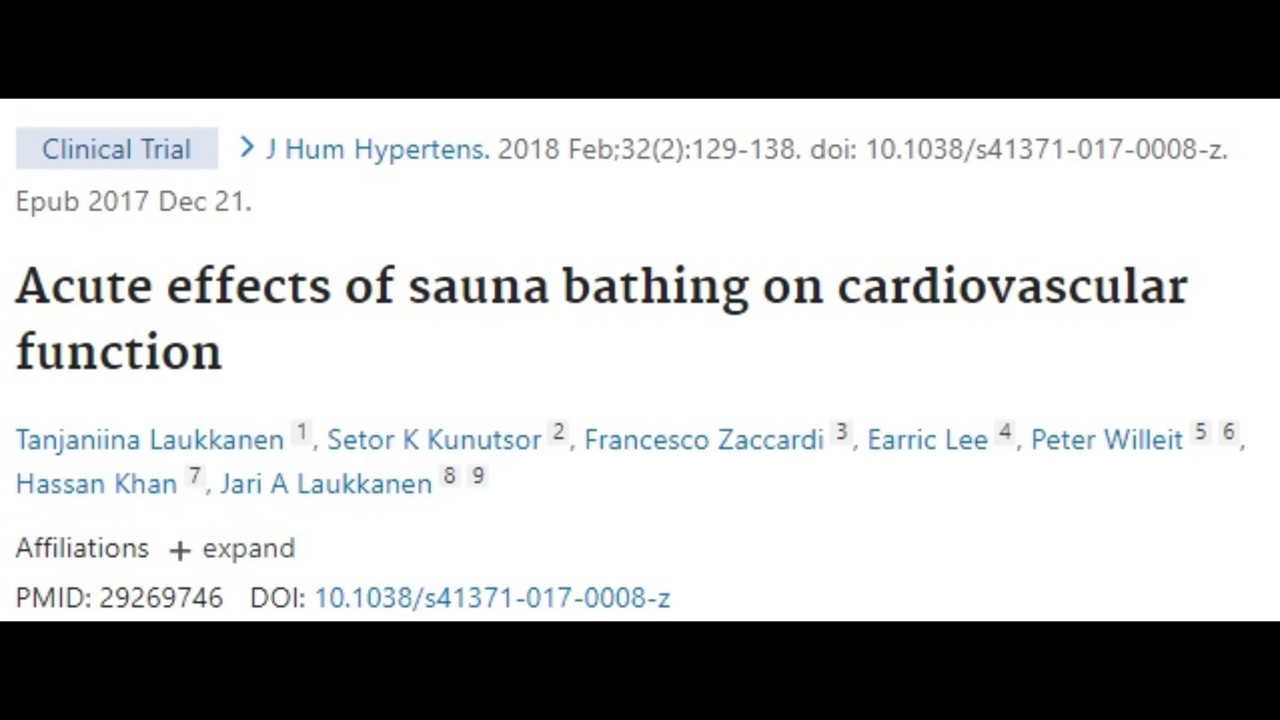 Clinical Trial > J Hum Hypertens. 2018 Feb;32(2):129-138. doi: 10.1038/s41371-017-0008-z.
Epub 2017 Dec 21.
Acute effects of sauna bathing on cardiovascular
function
Tanjaniina Laukkanen 1, Setor K Kunutsor 2, Francesco Zaccardi 3, Earric Lee 4, Peter Willeit 5 6,
Hassan Khan 7, Jari A Laukkanen 8 9
Affiliations + expand
PMID: 29269746 DOI: 10.1038/s41371-017-0008-z